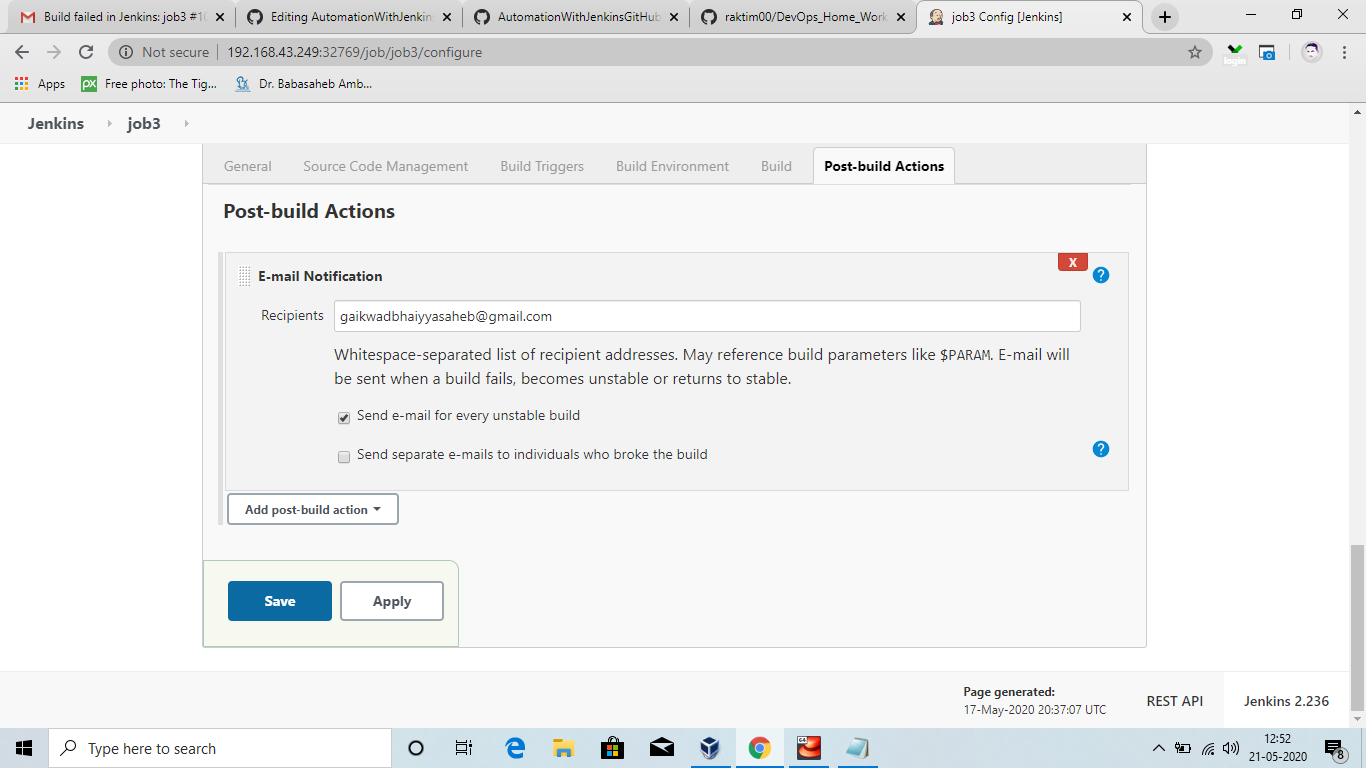 Build failed in Jenkins: job3 #10
Editing AutomationWithJenkin
AutomationWithJenkinsGitHub
raktim00/DevOps_Home_Work
job3 Config [Jenkins]
Not secure
192.168.43.249:32769/job/job3/configure
login
Apps
px
Free photo: The Tig...
Dr. Babasaheb Amb...
Jenkins
job3
General
Source Code Management
Build Triggers
Build Environment
Build
Post-build Actions
Post-build Actions
E-mail Notification
X
?
Recipients
gaikwadbhaiyyasaheb@gmail.com
Whitespace-separated list of recipient addresses. May reference build parameters like $PARAM. E-mail will
be sent when a build fails, becomes unstable or returns to stable.
Send e-mail for every unstable build
Send separate e-mails to individuals who broke the build
?
Add post-build action
Save
Apply
Page generated:
17-May-2020 20:37:07 UTC
REST API
Jenkins 2.236
Type here to search
64
12:52
21-05-2020
8